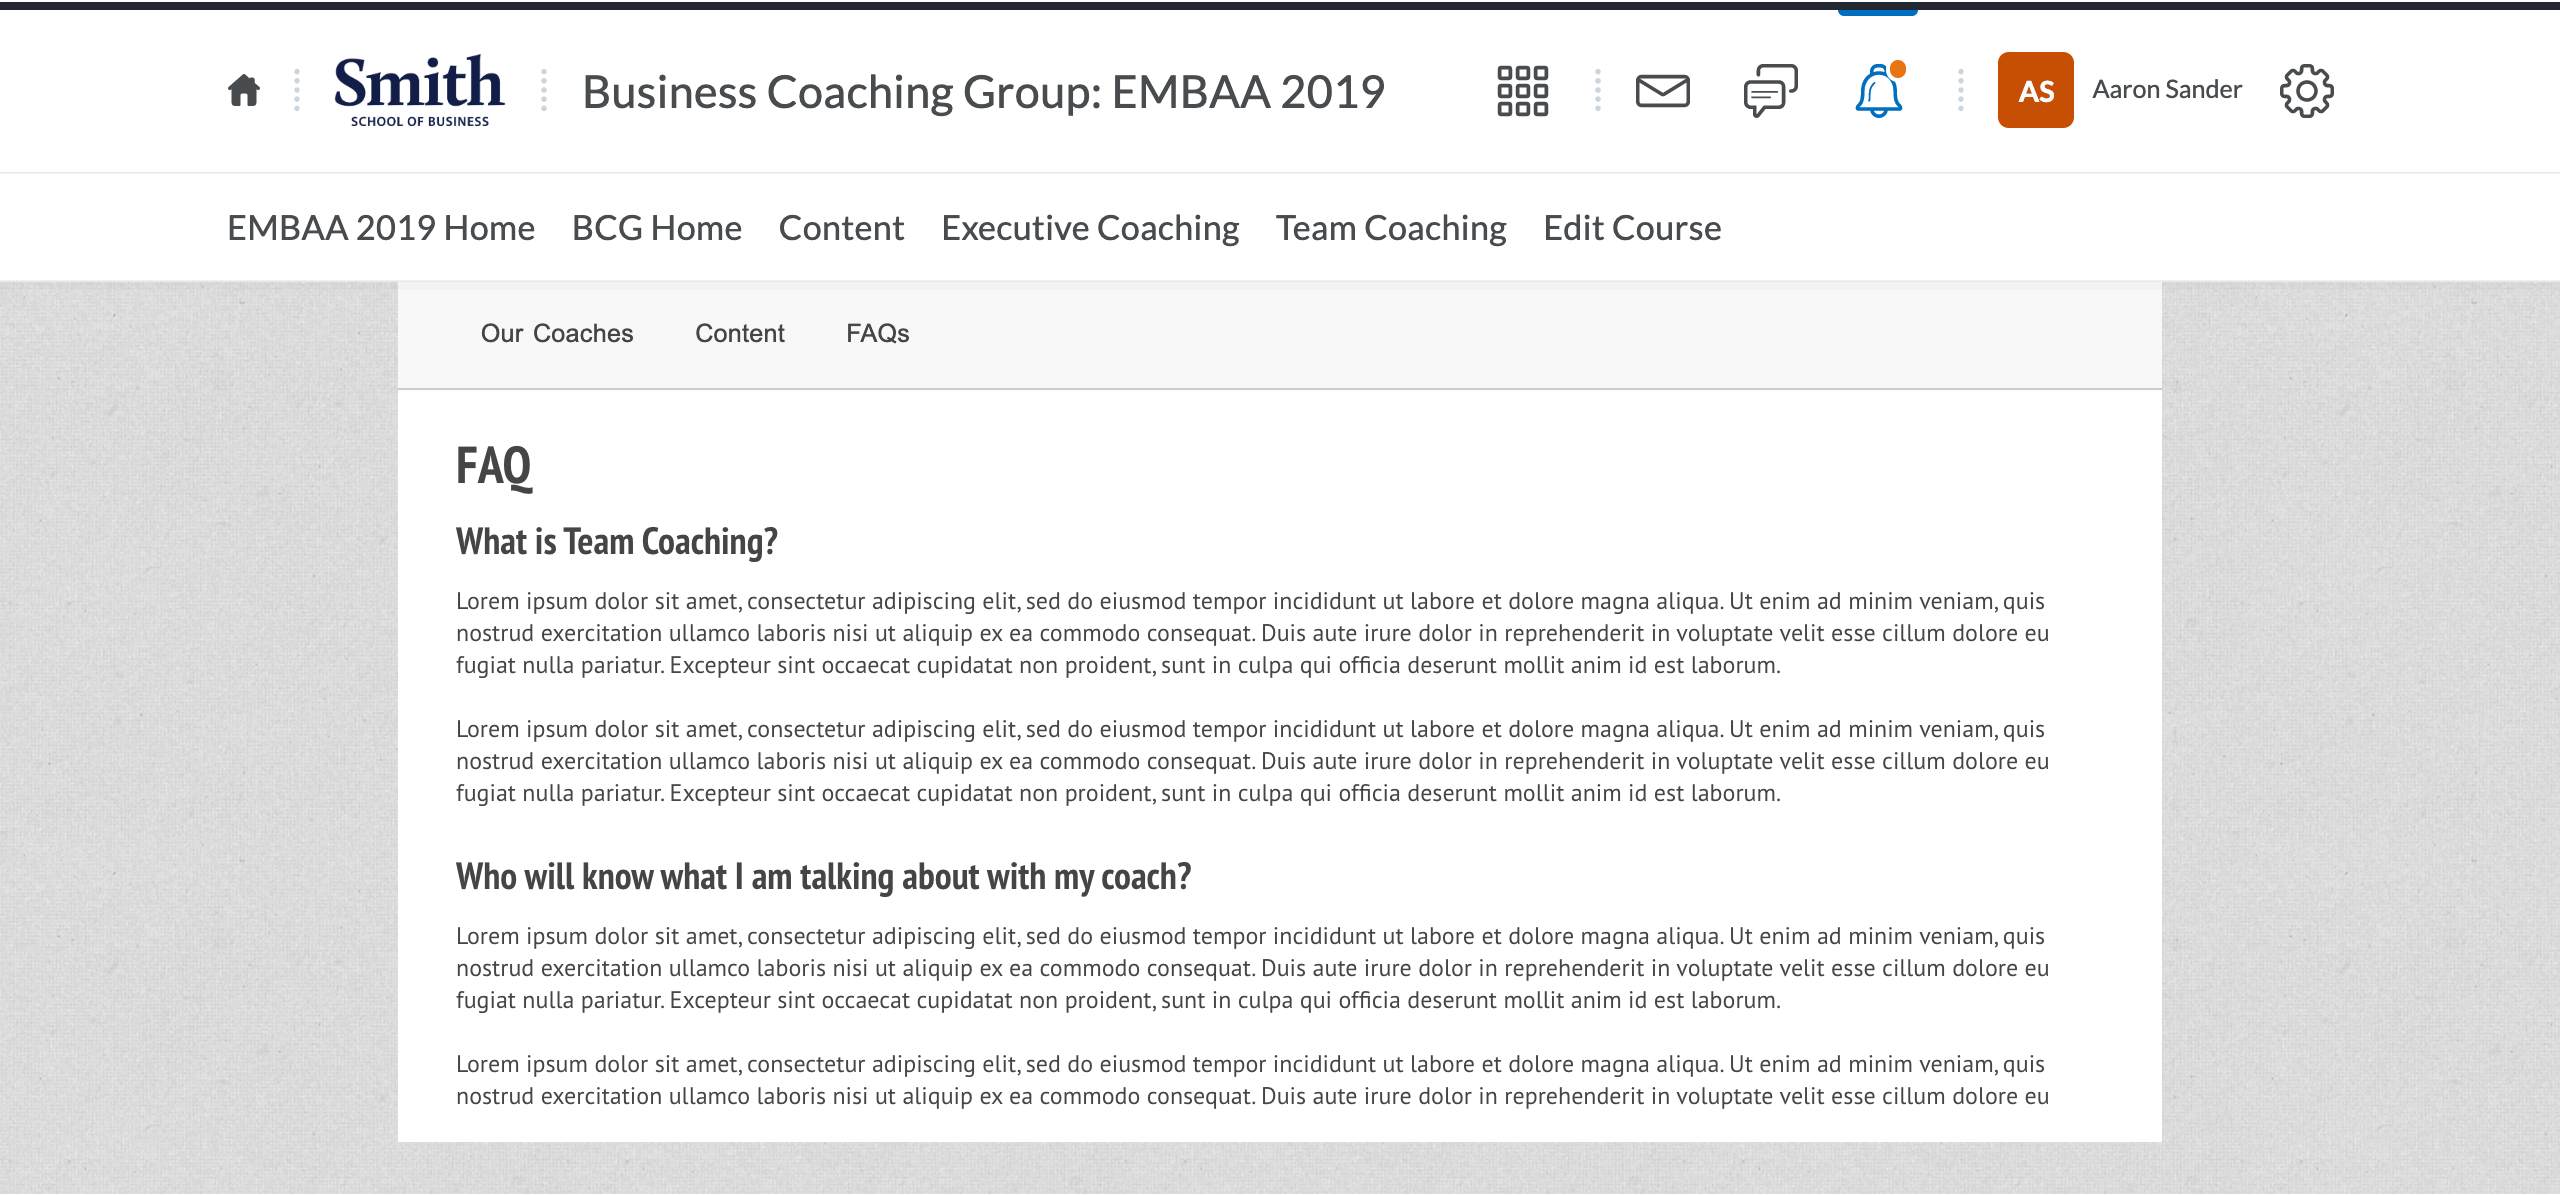 Smith
SCHOOL OF BUSINESS
Business Coaching Group: EMBAA 2019
AS
Aaron Sander
EMBAA 2019 Home BCG Home Content Executive Coaching Team Coaching Edit Course
Our Coaches Content FAQs
FAQ
What is Team Coaching?
Lorem ipsum dolor sit amet, consectetur adipiscing elit, sed do eiusmod tempor incididunt ut labore et dolore magna aliqua. Ut enim ad minim veniam, quis
nostrud exercitation ullamco laboris nisi ut aliquip ex ea commodo consequat. Duis aute irure dolor in reprehenderit in voluptate velit esse cillum dolore eu
fugiat nulla pariatur. Excepteur sint occaecat cupidatat non proident, sunt in culpa qui officia deserunt mollit anim id est laborum.
Lorem ipsum dolor sit amet, consectetur adipiscing elit, sed do eiusmod tempor incididunt ut labore et dolore magna aliqua. Ut enim ad minim veniam, quis
nostrud exercitation ullamco laboris nisi ut aliquip ex ea commodo consequat. Duis aute irure dolor in reprehenderit in voluptate velit esse cillum dolore eu
fugiat nulla pariatur. Excepteur sint occaecat cupidatat non proident, sunt in culpa qui officia deserunt mollit anim id est laborum.
Who will know what I am talking about with my coach?
Lorem ipsum dolor sit amet, consectetur adipiscing elit, sed do eiusmod tempor incididunt ut labore et dolore magna aliqua. Ut enim ad minim veniam, quis
nostrud exercitation ullamco laboris nisi ut aliquip ex ea commodo consequat. Duis aute irure dolor in reprehenderit in voluptate velit esse cillum dolore eu
fugiat nulla pariatur. Excepteur sint occaecat cupidatat non proident, sunt in culpa qui officia deserunt mollit anim id est laborum.
Lorem ipsum dolor sit amet, consectetur adipiscing elit, sed do eiusmod tempor incididunt ut labore et dolore magna aliqua. Ut enim ad minim veniam, quis
nostrud exercitation ullamco laboris nisi ut aliquip ex ea commodo consequat. Duis aute irure dolor in reprehenderit in voluptate velit esse cillum dolore eu